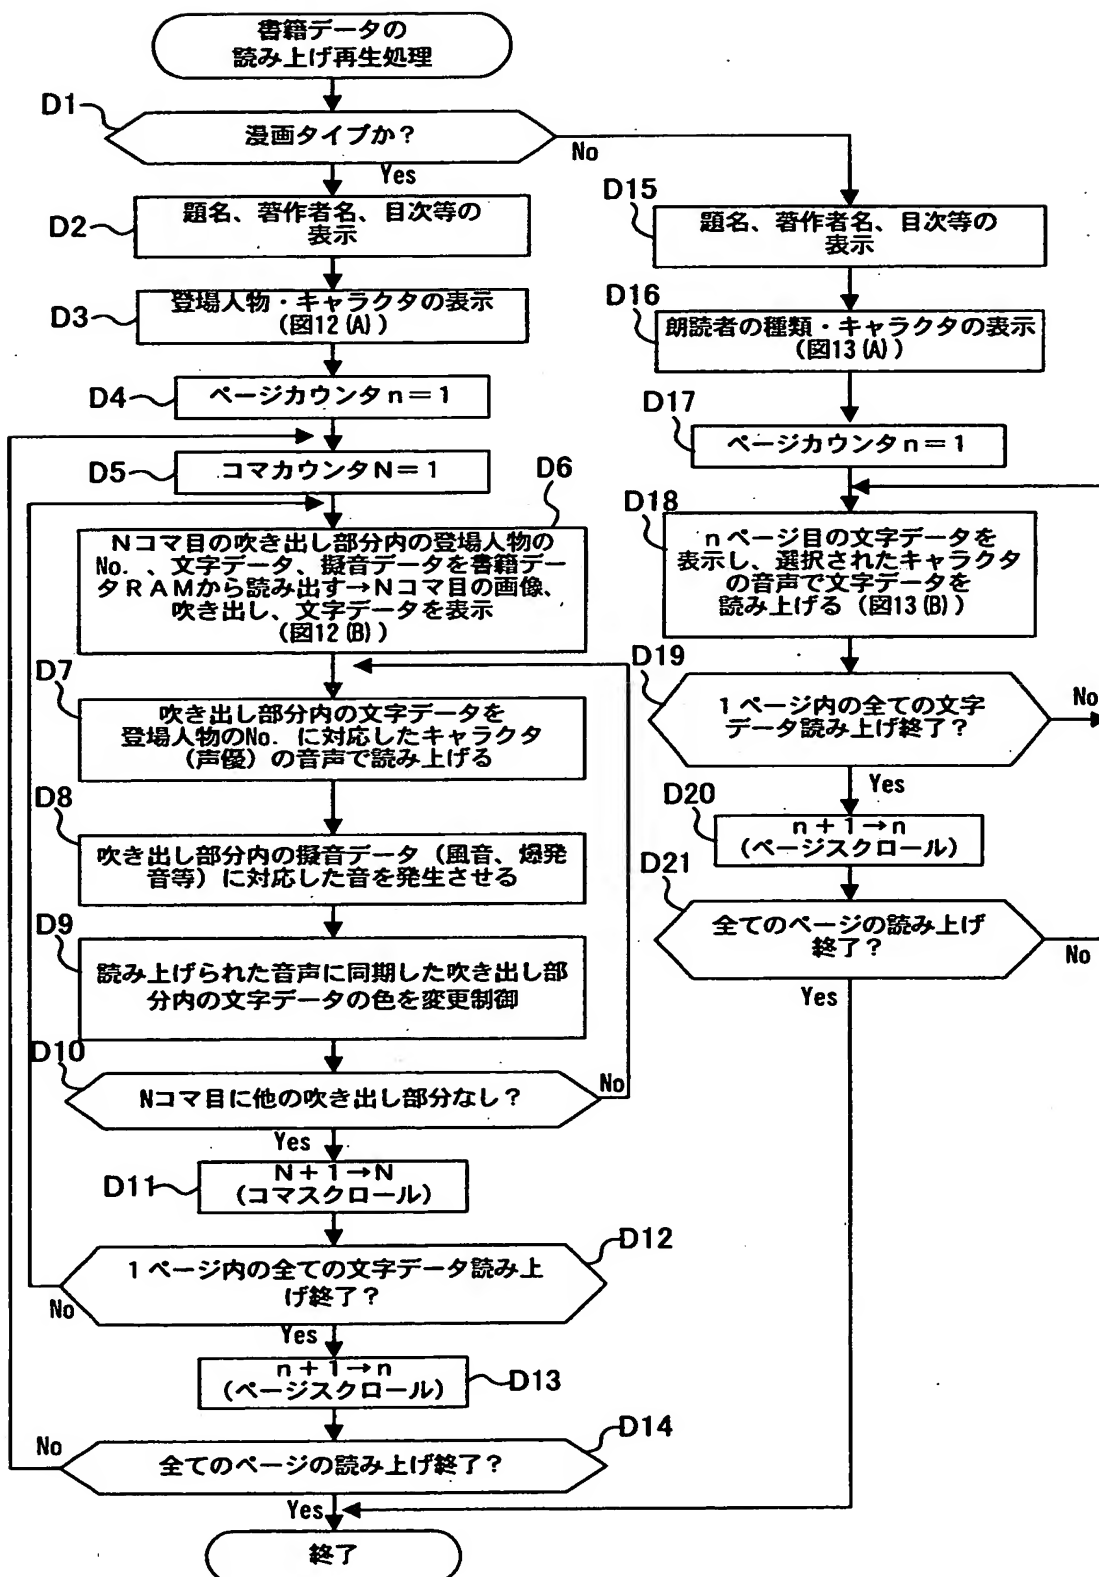 書籍データの
読み上げ再生処理
D1
漫画タイプか?
No
Yes
D2
題名、著作者名、目次等の
表示
D3
登場人物・キャラクタの表示
(図12(A))
D4
ページカウンタn=1
D5
コマカウンタN=1
D6
Nコマ目の吹き出し部分内の登場人物の
No.、文字データ、擬音データを書籍デー
タRAMから読み出す→Nコマ目の画像、
吹き出し、文字データを表示
(図12(B))
D7
吹き出し部分内の文字データを
登場人物のNo.に対応したキャラクタ
(声優)の音声で読み上げる
D8
吹き出し部分内の擬音データ(風音、爆発
音等)に対応した音を発生させる
D9
読み上げられた音声に同期した吹き出し部
分内の文字データの色を変更制御
D10
Nコマ目に他の吹き出し部分なし?
No
Yes
D11
N+1→N
(コマスクロール)
D12
1ページ内の全ての文字データ読み上
げ終了?
No
Yes
D13
n+1→n
(ページスクロール)
D14
No
全てのページの読み上げ終了?
Yes
終了
D15
題名、著作者名、目次等の
表示
D16
朗読者の種類・キャラクタの表示
(図13(A))
D17
ページカウンタn=1
D18
nページ目の文字データを
表示し、選択されたキャラクタ
の音声で文字データを
読み上げる(図13(B))
D19
1ページ内の全ての文字
データ読み上げ終了?
No
Yes
D20
n+1→n
(ページスクロール)
D21
全てのページの読み上げ
終了?
No
Yes